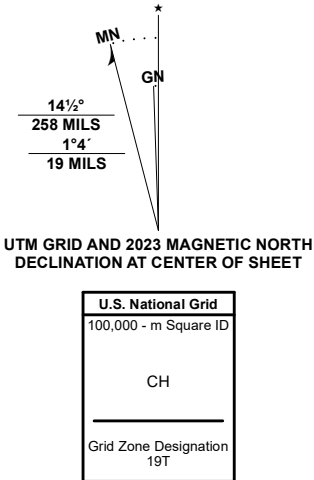 ★
MN
GN
14½°
258 MILS
1°4´
19 MILS
UTM GRID AND 2023 MAGNETIC NORTH
DECLINATION AT CENTER OF SHEET
U.S. National Grid
100,000 - m Square ID
CH
Grid Zone Designation
19T